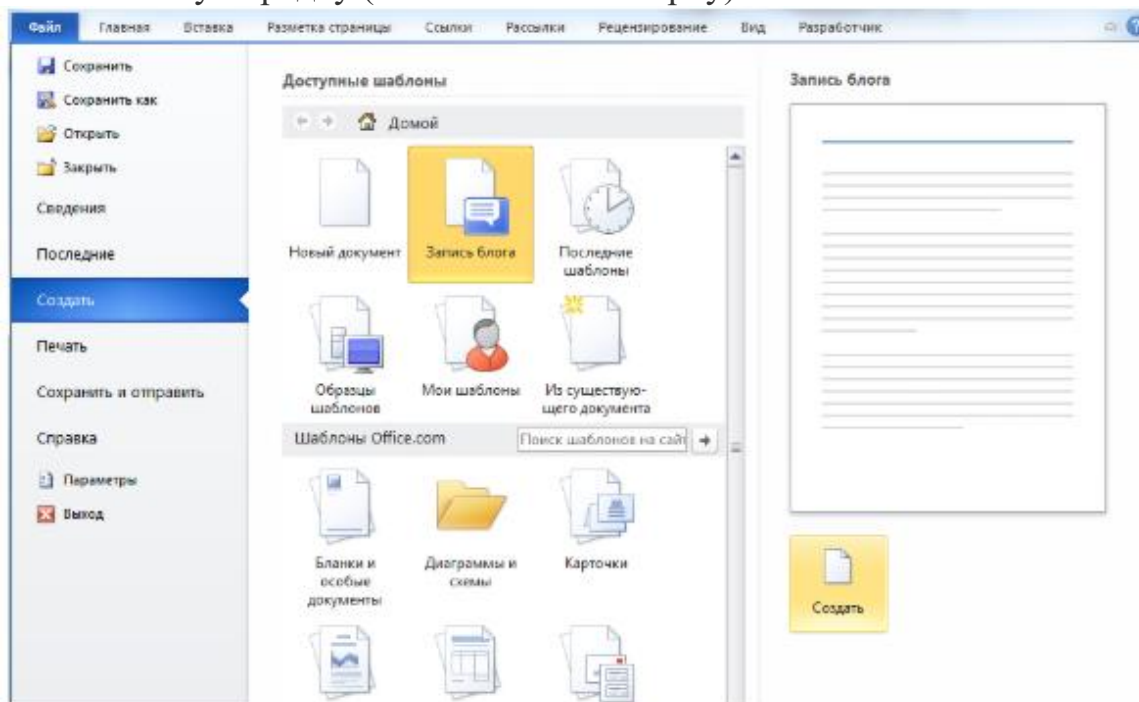 Файл Главная Вставка Разметка страницы Ссылки Рассылки Рецензирование Вид Разработчик
Сохранить
Сохранить как
Открыть
Закрыть
Сведения
Последние
Создать
Печать
Сохранить и отправить
Справка
Параметры
Выход
Доступные шаблоны
Домой
Новый документ
Запись блога
Последние
шаблоны
Образцы
шаблонов
Мои шаблоны
Из существую-
щего документа
Шаблоны Office.com
Поиск шаблонов на сайт
Бланки и
особые
документы
Диаграммы и
схемы
Карточки
Запись блога
Создать